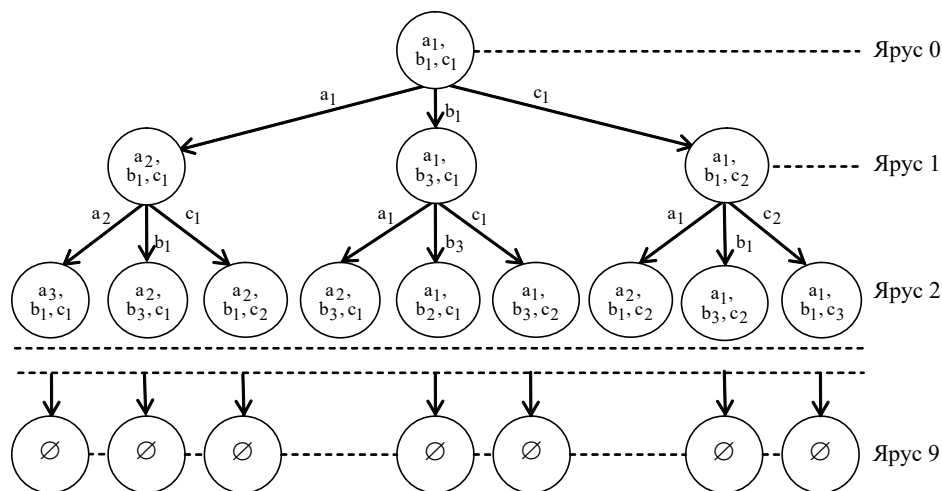 a1,
b1, c1
Ярус 0
a1
b1
c1
a2,
b1, c1
a1,
b3, c1
a1,
b1, c2
Ярус 1
a2
b1
c1
a1
b3
c1
a1
b1
c2
a3,
b1, c1
a2,
b3, c1
a2,
b1, c2
a2,
b3, c1
a1,
b2, c1
a1,
b3, c2
a2,
b1, c2
a1,
b3, c2
a1,
b1, c3
Ярус 2
∅ ∅ ∅ ∅ ∅ ∅ ∅ Ярус 9